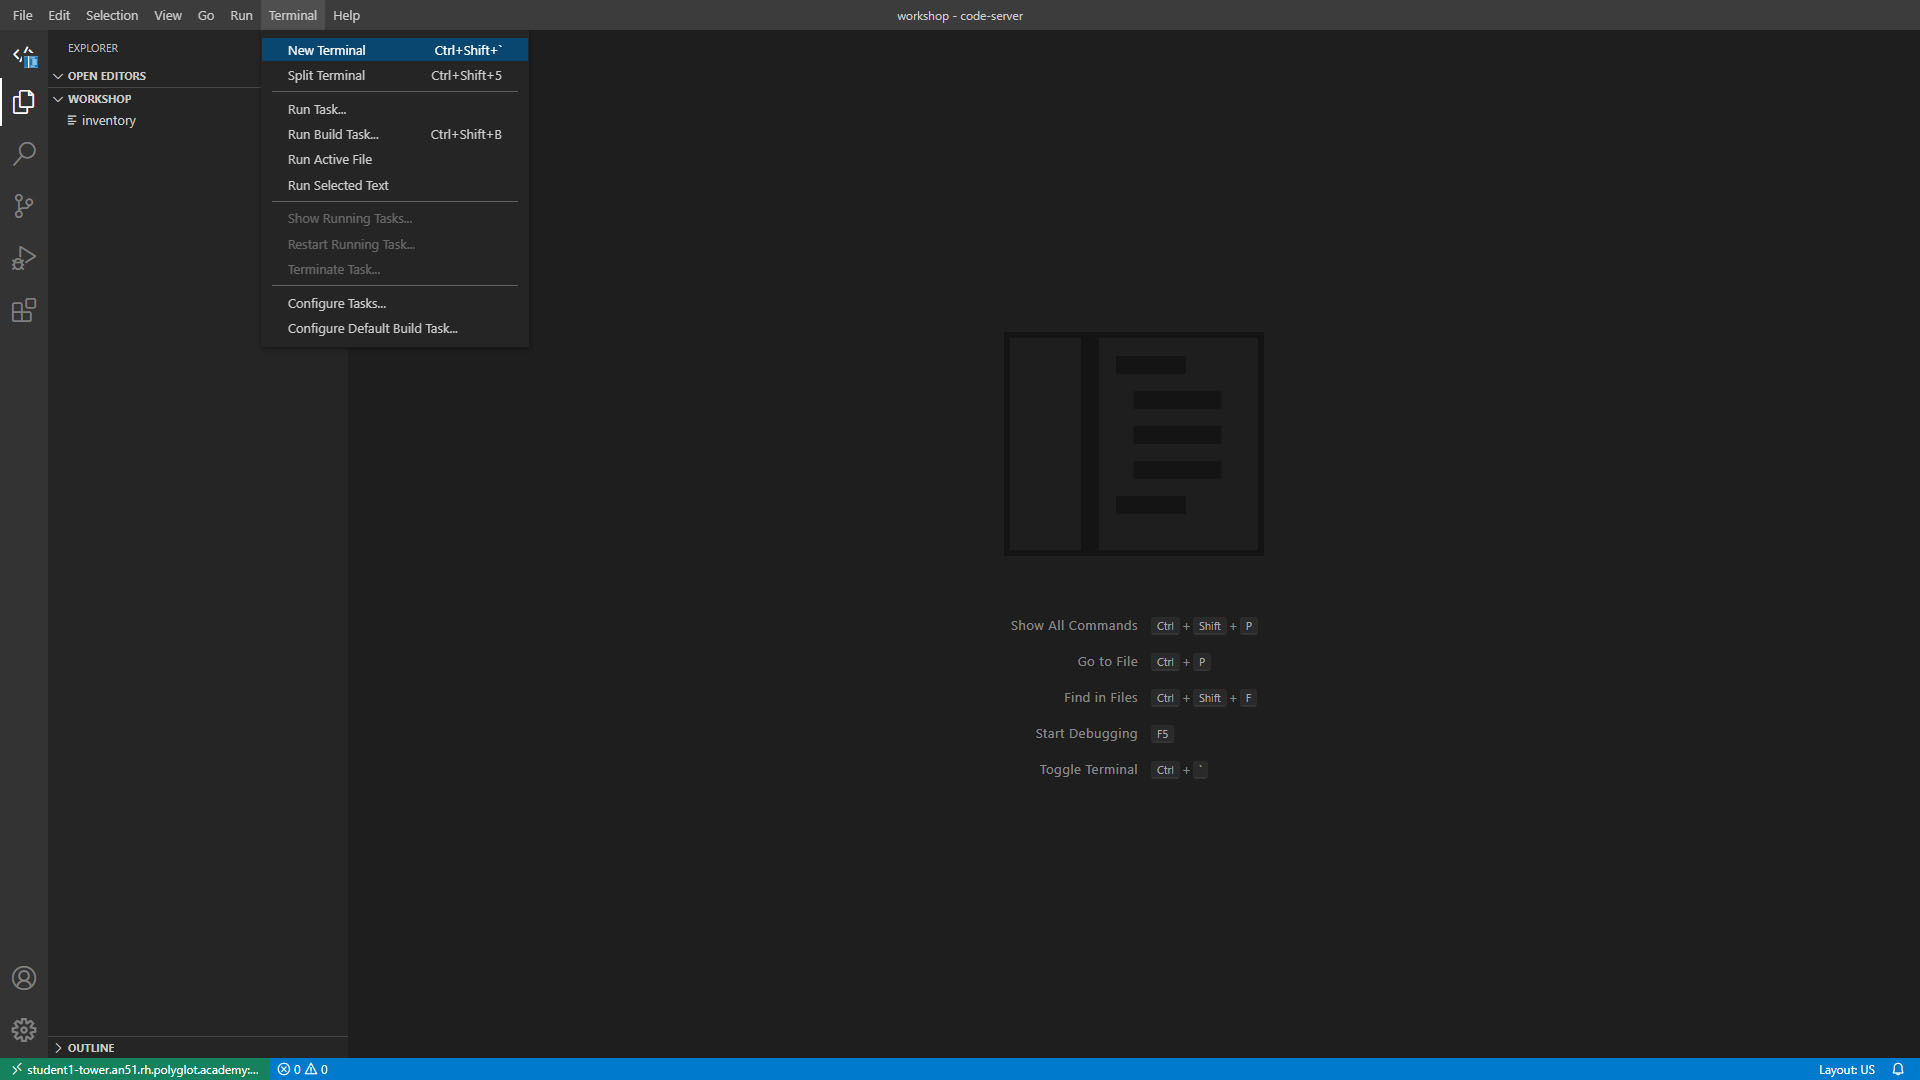 File Edit Selection View Go Run Terminal Help
workshop - code-server
EXPLORER
OPEN EDITORS
WORKSHOP
inventory
New Terminal Ctrl+Shift+`
Split Terminal Ctrl+Shift+5
Run Task...
Run Build Task... Ctrl+Shift+B
Run Active File
Run Selected Text
Show Running Tasks...
Restart Running Task...
Terminate Task...
Configure Tasks...
Configure Default Build Task...
Show All Commands Ctrl + Shift + P
Go to File Ctrl + P
Find in Files Ctrl + Shift + F
Start Debugging F5
Toggle Terminal Ctrl + `
OUTLINE
student1-tower.an51.rh.polyglot.academy:... 0 0
Layout: US